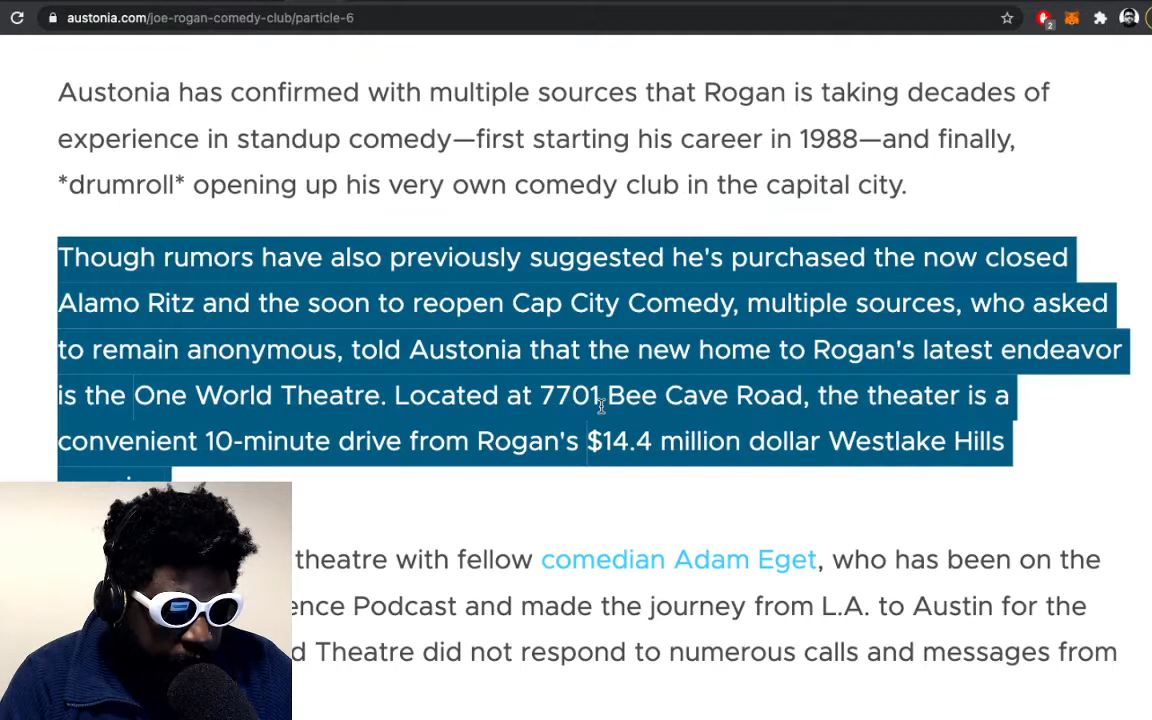 austonia.com/joe-rogan-comedy-club/particle-6
2
Austonia has confirmed with multiple sources that Rogan is taking decades of
experience in standup comedy—first starting his career in 1988—and finally,
*drumroll* opening up his very own comedy club in the capital city.
Though rumors have also previously suggested he's purchased the now closed
Alamo Ritz and the soon to reopen Cap City Comedy, multiple sources, who asked
to remain anonymous, told Austonia that the new home to Rogan's latest endeavor
is the One World Theatre. Located at 7701 Bee Cave Road, the theater is a
convenient 10-minute drive from Rogan's $14.4 million dollar Westlake Hills
theatre with fellow comedian Adam Eget, who has been on the
ence Podcast and made the journey from L.A. to Austin for the
d Theatre did not respond to numerous calls and messages from